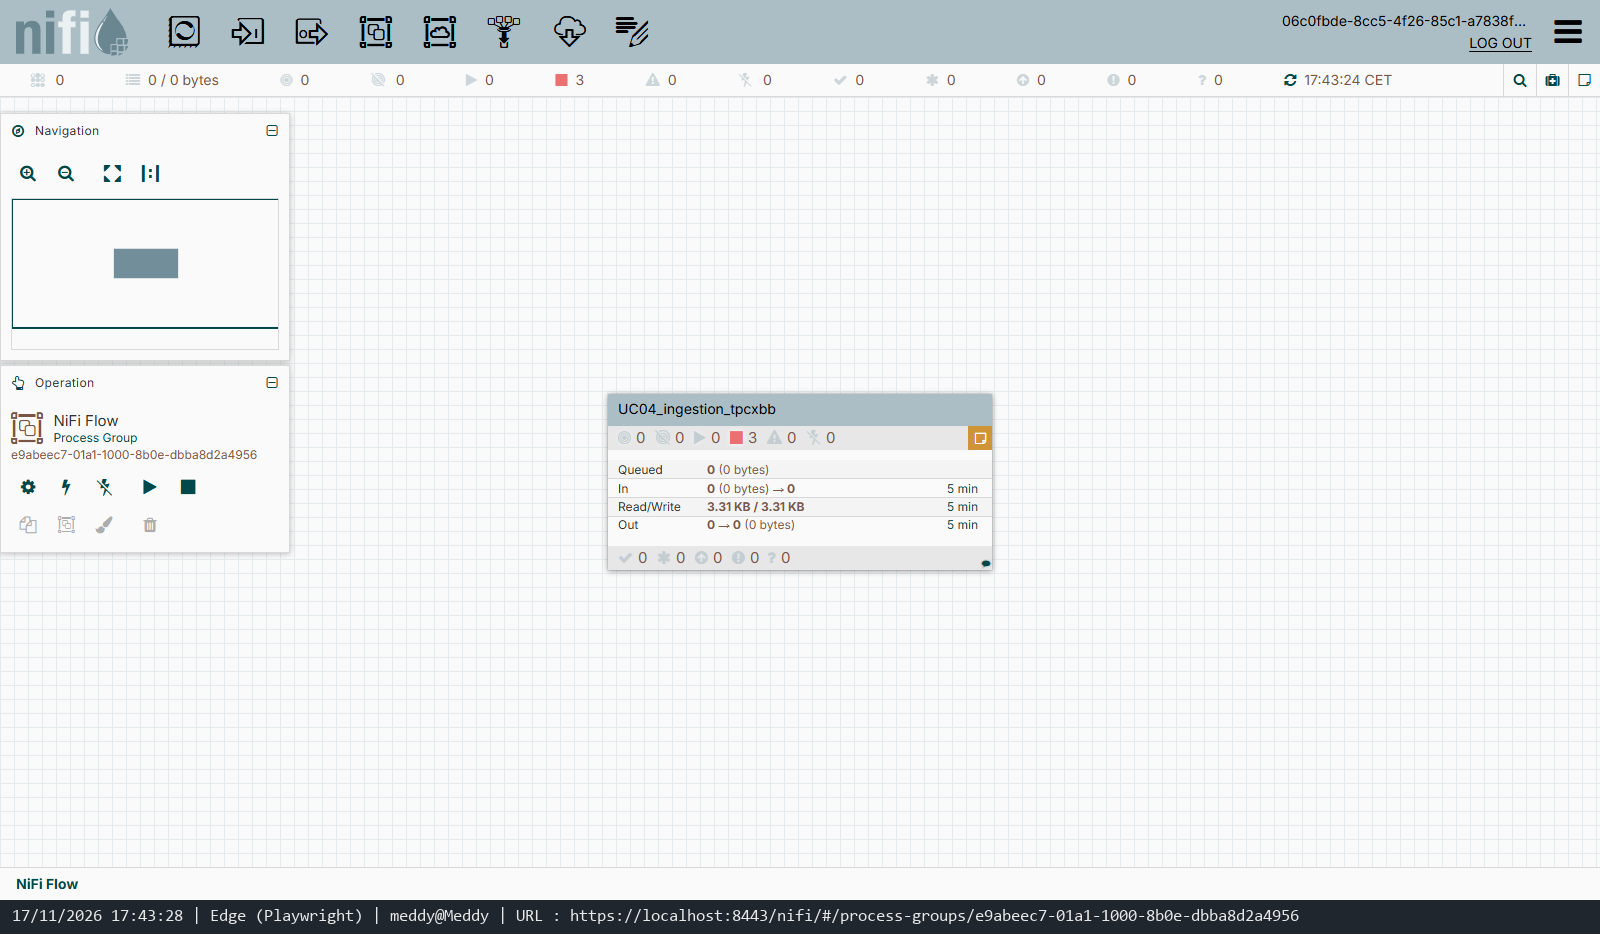 nifi
06c0fbde-8cc5-4f26-85c1-a7838f...
LOG OUT
0 0 / 0 bytes 0 0 0 3 0 0 0 0 0 0 0 17:43:24 CET
Navigation
Operation
NiFi Flow
Process Group
e9abeec7-01a1-1000-8b0e-dbba8d2a4956
UC04_ingestion_tpcxbb
0 0 0 3 0 0
Queued 0 (0 bytes)
In 0 (0 bytes) → 0 5 min
Read/Write 3.31 KB / 3.31 KB 5 min
Out 0 → 0 (0 bytes) 5 min
0 0 0 0 ? 0
NiFi Flow
17/11/2026 17:43:28 | Edge (Playwright) | meddy@Meddy | URL : https://localhost:8443/nifi/#/process-groups/e9abeec7-01a1-1000-8b0e-dbba8d2a4956